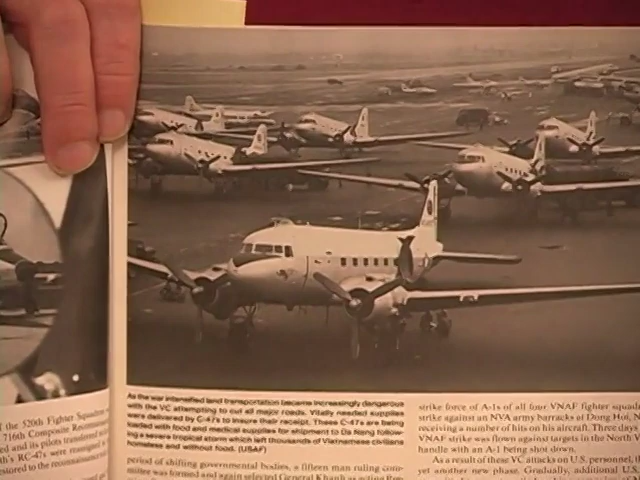 As the war intensified land transportation became increasingly dangerous
with the VC attempting to cut all major roads. Vitally needed supplies
were delivered by C-47's to insure their receipt. These C-47's are being
loaded with food and medical supplies for shipment to Da Nang follow-
ing a severe tropical storm which left thousands of Vietnamese civilians
homeless and without food. (USAF)
period of shifting governmental bodies, a fifteen man ruling com-
mittee was formed and again selected General Khanh as acting
strike force of A-1s of all four VNAF fighter
strike against an NVA army barracks at Dong Hoi,
receiving a number of hits on his aircraft. Three days
VNAF strike was flown against targets in the North
handle with an A-1 being shot down.
As a result of these VC attacks on U.S. personnel,
yet another new phase. Gradually, additional U.S.
the 520th Fighter
716th Composite
and its pilots transferred
RC-47s were
restored to the